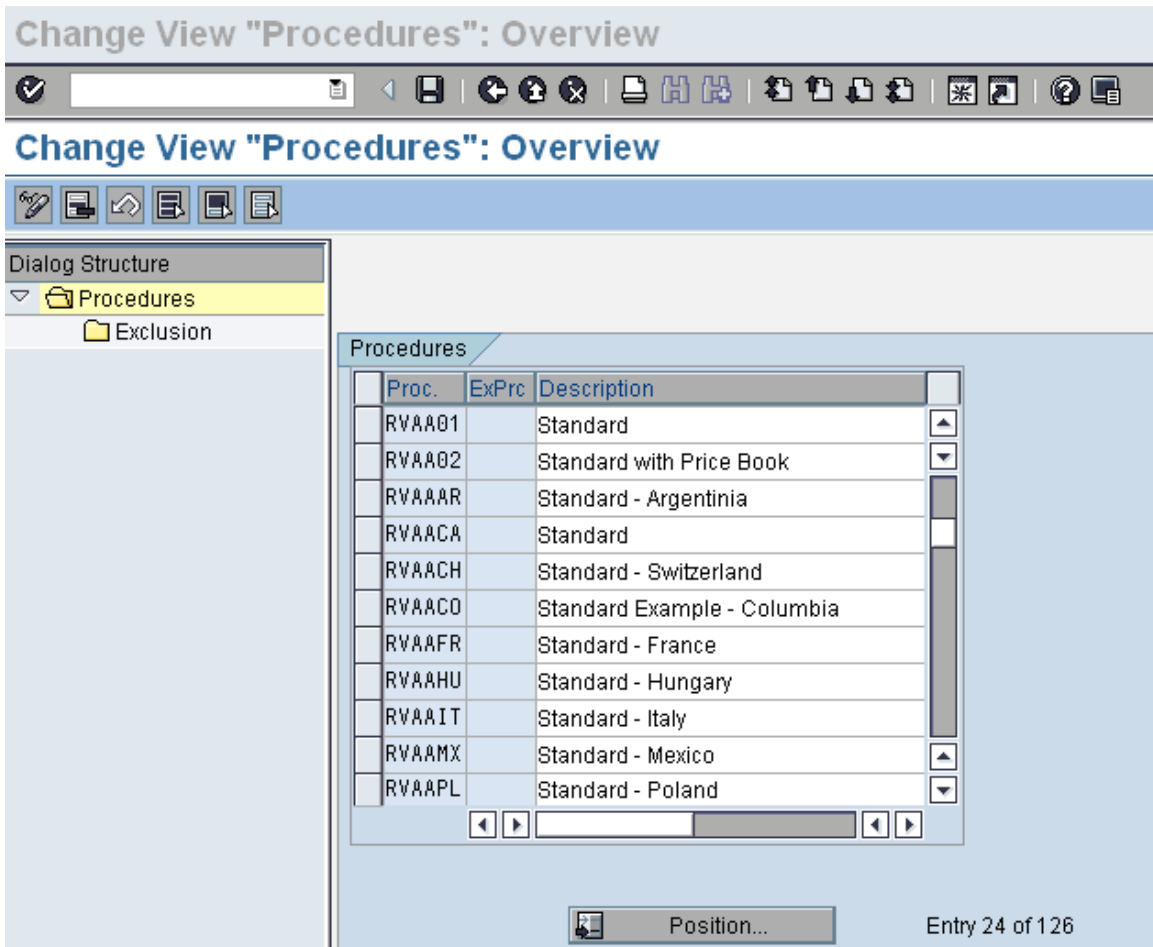 Change View "Procedures": Overview
Change View "Procedures": Overview
Dialog Structure
Procedures
Exclusion
Procedures
Proc. ExPrc Description
RVAA01 Standard
RVAA02 Standard with Price Book
RVAAAR Standard - Argentinia
RVAACA Standard
RVAACH Standard - Switzerland
RVAACO Standard Example - Columbia
RVAAFR Standard - France
RVAAHU Standard - Hungary
RVAAIT Standard - Italy
RVAAMX Standard - Mexico
RVAAPL Standard - Poland
Position... Entry 24 of 126